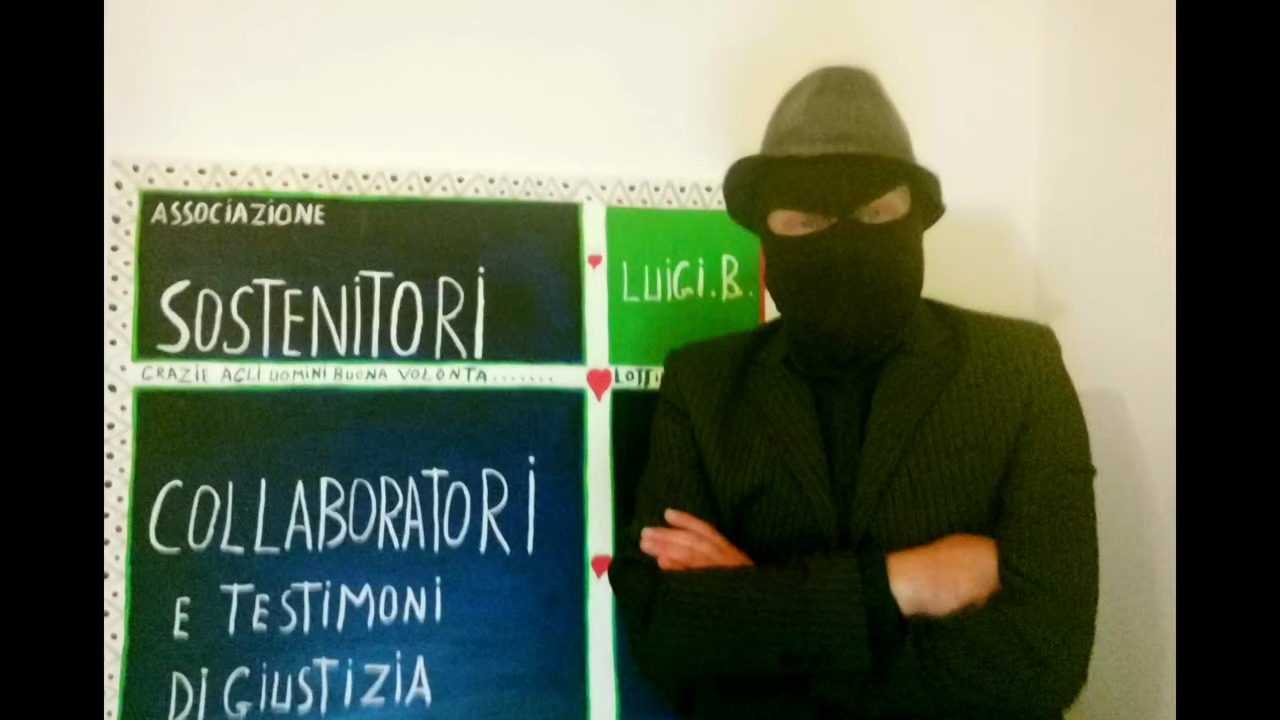 ASSOCIAZIONE
SOSTENITORI
LUIGI.B.
GRAZIE AGLI UOMINI BUONA VOLONTA.......
COLLABORATORI
E TESTIMONI
DI GIUSTIZIA